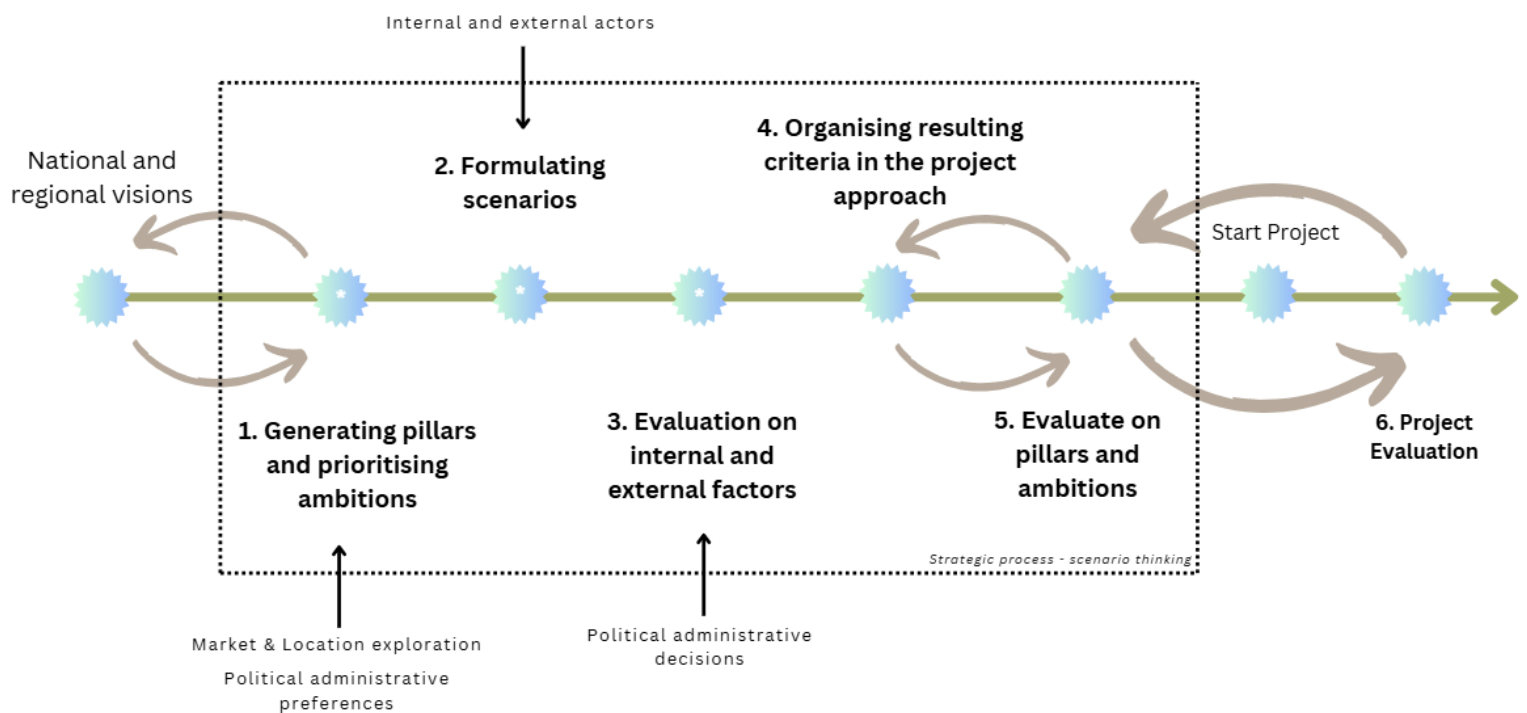 Internal and external actors
National and
regional visions
2. Formulating
scenarios
4. Organising resulting
criteria in the project
approach
Start Project
*
*
*
1. Generating pillars
and prioritising
ambitions
3. Evaluation on
internal and
external factors
5. Evaluate on
pillars and
ambitions
6. Project
Evaluation
Strategic process - scenario thinking
Market & Location exploration
Political administrative
preferences
Political administrative
decisions